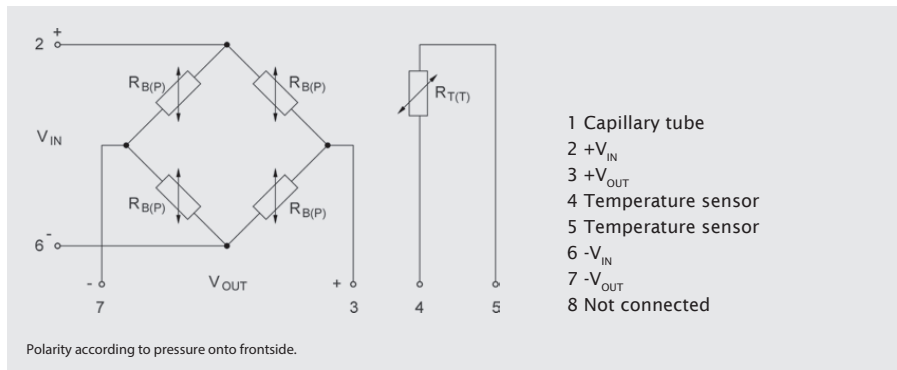 2 +
R_B(P) R_B(P)
V_IN
R_B(P) R_B(P)
6 -
- V_OUT +
7 3
R_T(T)
4 5
1 Capillary tube
2 +V_IN
3 +V_OUT
4 Temperature sensor
5 Temperature sensor
6 -V_IN
7 -V_OUT
8 Not connected
Polarity according to pressure onto frontside.